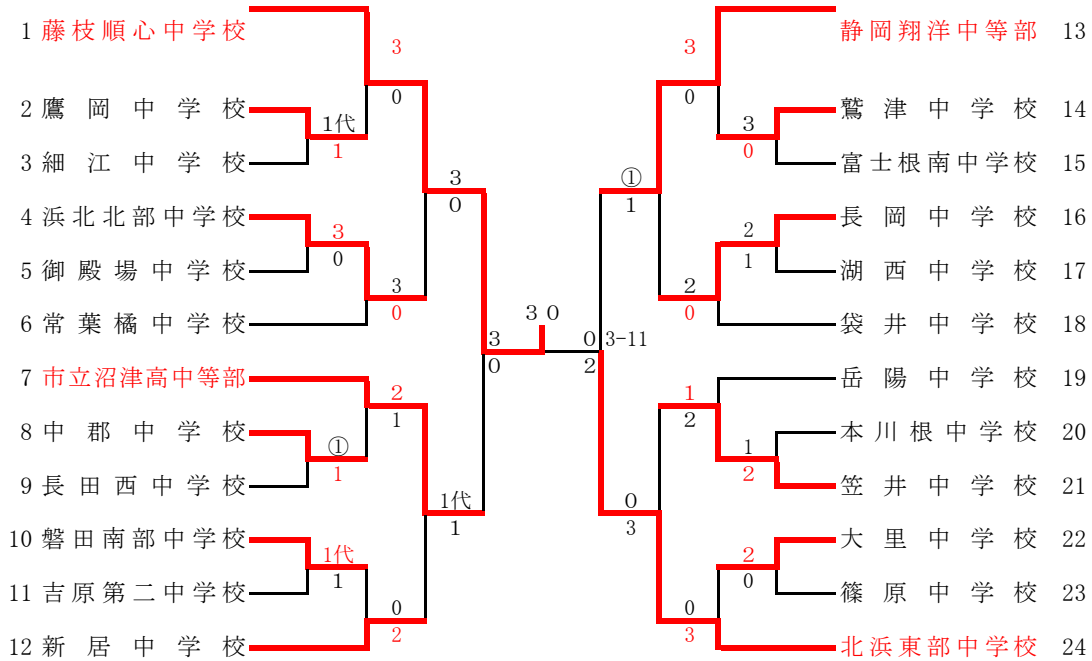 1 藤枝順心中学校
2 鷹岡中学校
3 細江中学校
4 浜北北部中学校
5 御殿場中学校
6 常葉橘中学校
7 市立沼津高中等部
8 中郡中学校
9 長田西中学校
10 磐田南部中学校
11 吉原第二中学校
12 新居中学校
3
0
1代
1
3
0
3
0
3
0
2
1
①
1
1代
1
1代
1
0
2
3
0
3 0
0
2
3-11
①
1
3
0
3
0
2
1
2
0
1
2
1
2
0
3
2
0
0
3
静岡翔洋中等部 13
鷲津中学校 14
富士根南中学校 15
長岡中学校 16
湖西中学校 17
袋井中学校 18
岳陽中学校 19
本川根中学校 20
笠井中学校 21
大里中学校 22
篠原中学校 23
北浜東部中学校 24